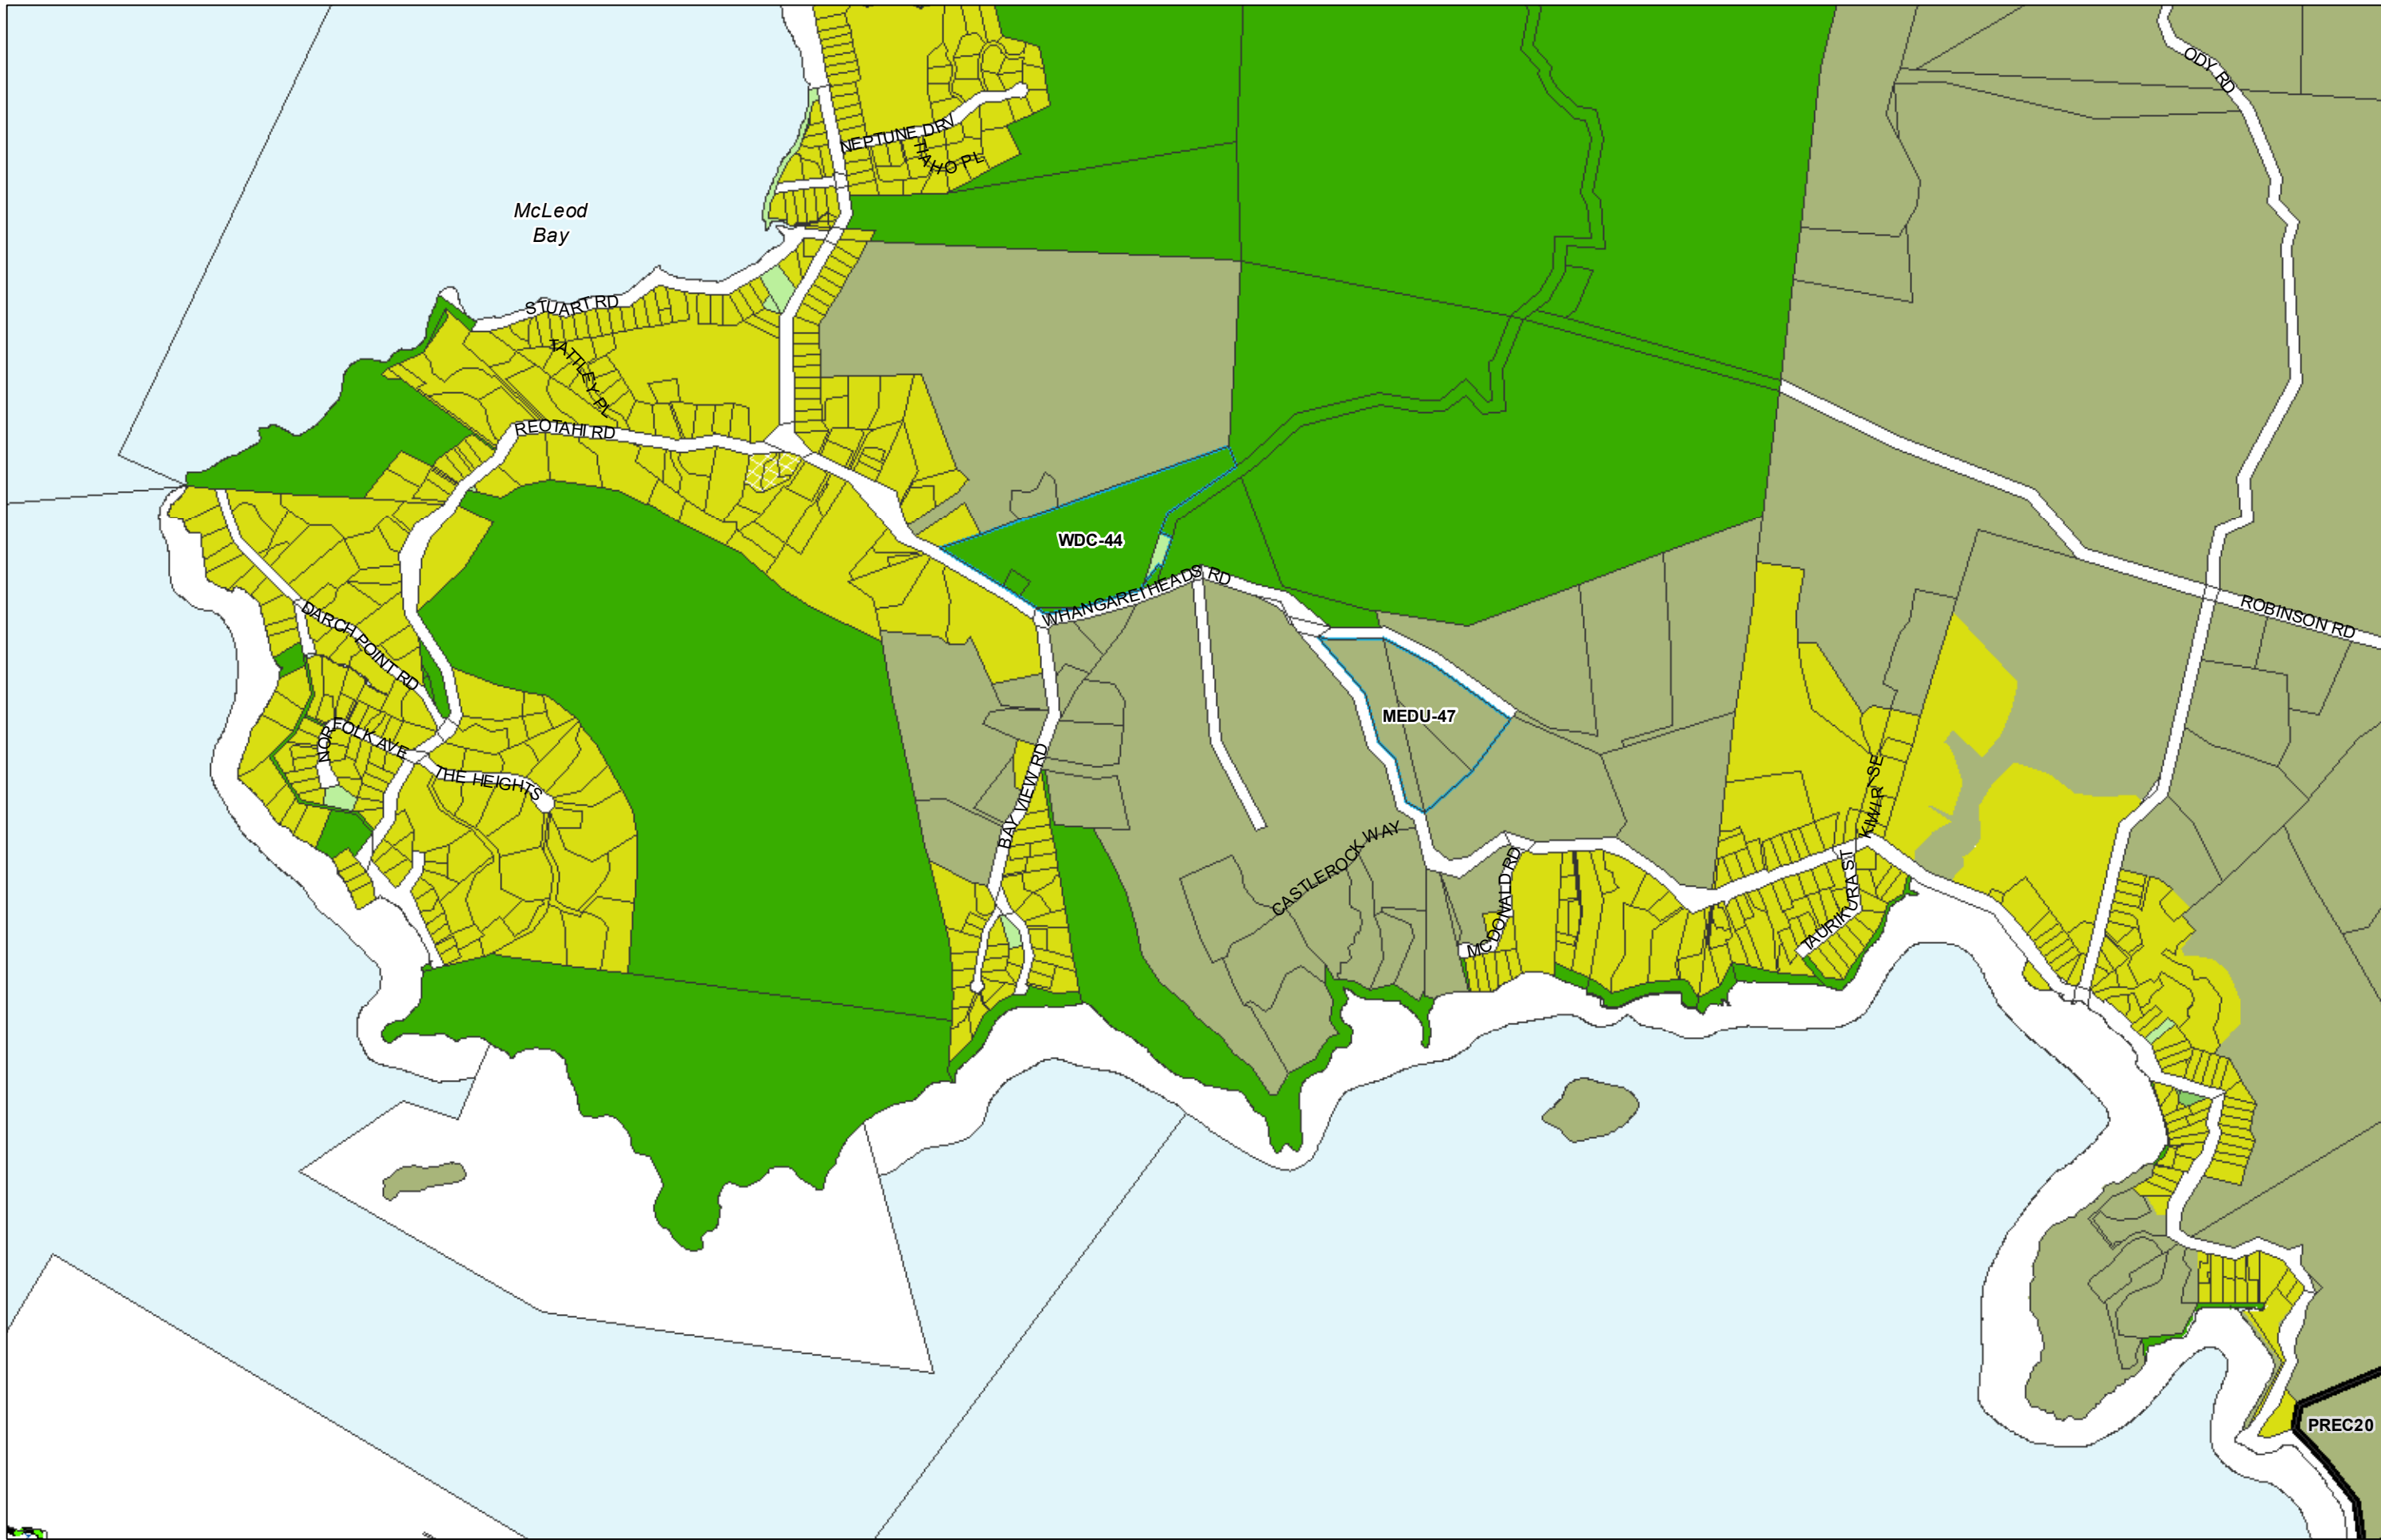 ODY RD
NEPTUNE DRV
TIAHO PL
McLeod
Bay
STUART RD
TATTLEY PL
REOTAHI RD
WDC-44
WHANGAREI HEADS RD
ROBINSON RD
DARCH POINT RD
MEDU-47
NORFOLK AVE
THE HEIGHTS
BAY VIEW RD
KIWI R SE
CASTLEROCK WAY
MCDONALD RD
TAURIKURA ST
PREC20